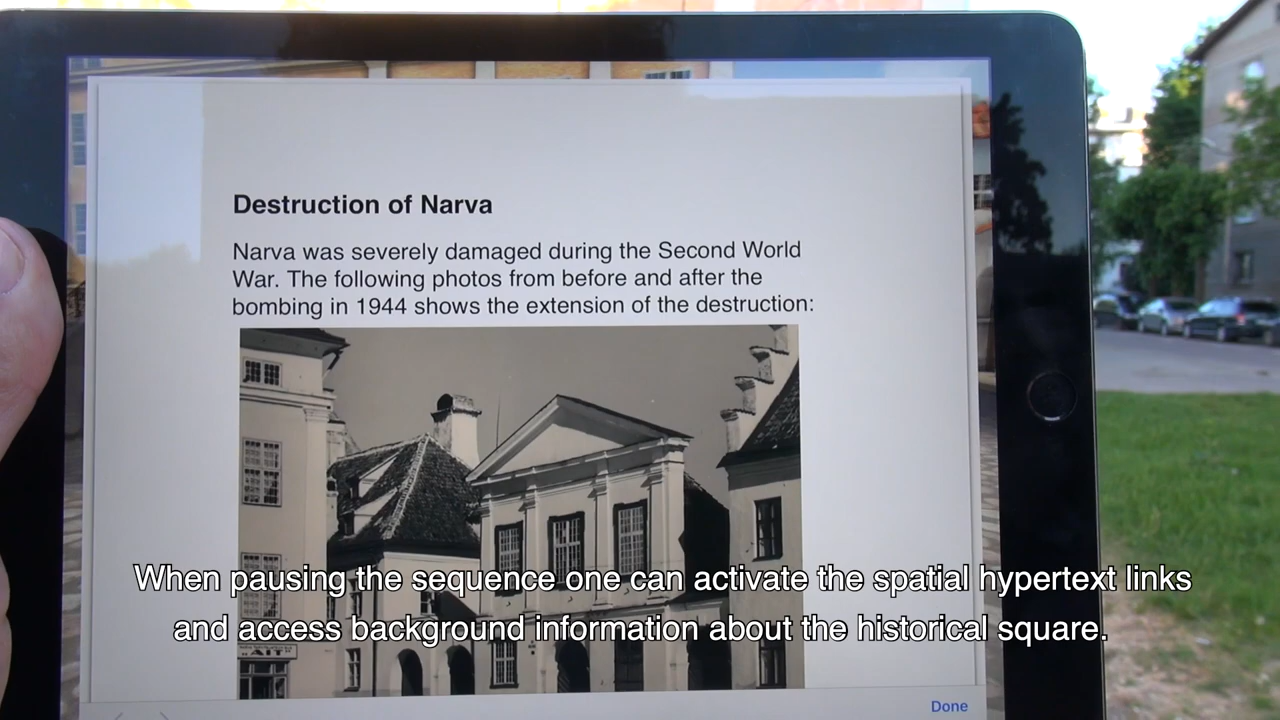 Destruction of Narva
Narva was severely damaged during the Second World
War. The following photos from before and after the
bombing in 1944 shows the extension of the destruction:
When pausing the sequence one can activate the spatial hypertext links
and access background information about the historical square.
"AIT"
Done